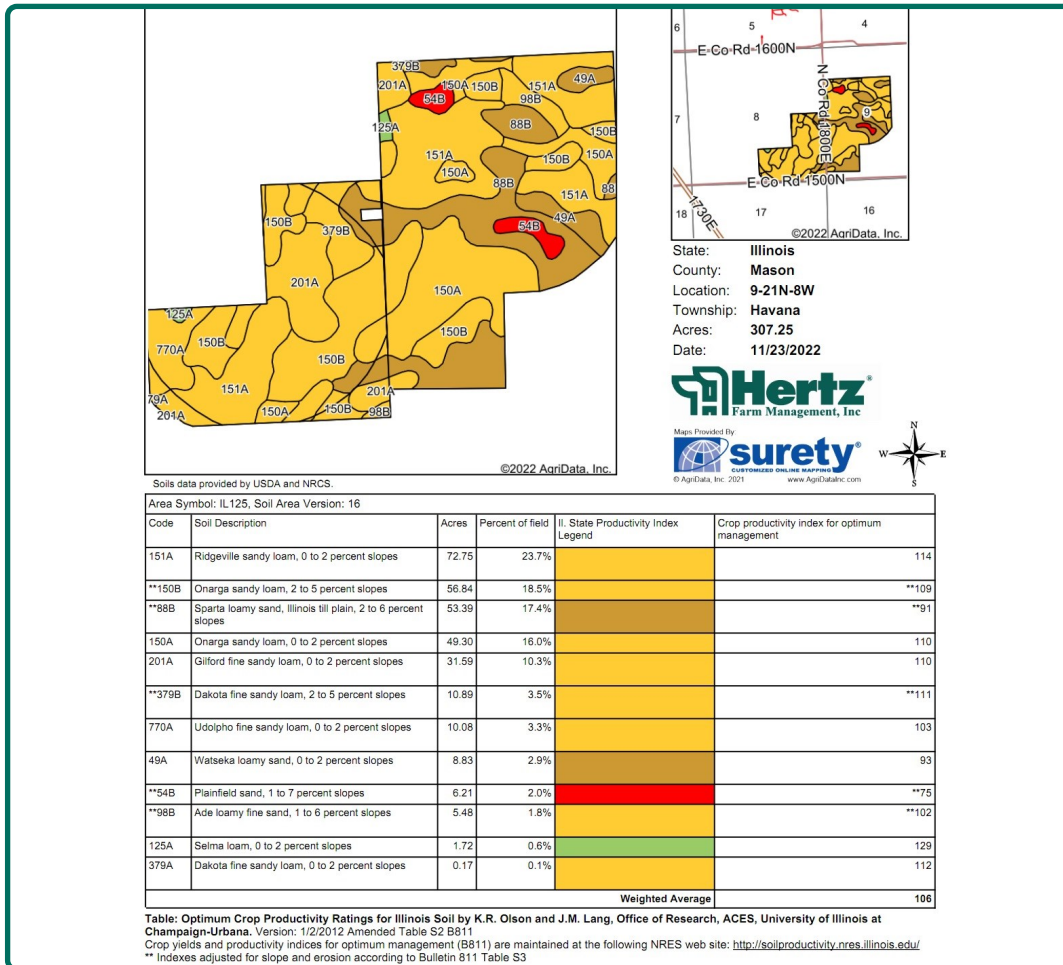 379B
201A
150A
150B
151A
49A
54B
98B
125A
88B
150B
151A
150B
150A
150A
88B
151A
88
49A
150B
379B
54B
201A
150A
125A
150B
770A
150B
150B
151A
201A
79A
201A
150A
150B
98B
©2022 AgriData, Inc.
Soils data provided by USDA and NRCS.
6
5
4
E Co Rd 1600N
N Co Rd 1800E
7
8
9
E Co Rd 1500N
1730E
18
17
16
©2022 AgriData, Inc.
State: Illinois
County: Mason
Location: 9-21N-8W
Township: Havana
Acres: 307.25
Date: 11/23/2022
Hertz®
Farm Management, Inc
Maps Provided By:
surety®
CUSTOMIZED ONLINE MAPPING
© AgriData, Inc. 2021 www.AgriDataInc.com
N
W E
S
Area Symbol: IL125, Soil Area Version: 16
Code Soil Description Acres Percent of field II. State Productivity Index Legend Crop productivity index for optimum management
151A Ridgeville sandy loam, 0 to 2 percent slopes 72.75 23.7% 114
**150B Onarga sandy loam, 2 to 5 percent slopes 56.84 18.5% **109
**88B Sparta loamy sand, Illinois till plain, 2 to 6 percent slopes 53.39 17.4% **91
150A Onarga sandy loam, 0 to 2 percent slopes 49.30 16.0% 110
201A Gilford fine sandy loam, 0 to 2 percent slopes 31.59 10.3% 110
**379B Dakota fine sandy loam, 2 to 5 percent slopes 10.89 3.5% **111
770A Udolpho fine sandy loam, 0 to 2 percent slopes 10.08 3.3% 103
49A Watseka loamy sand, 0 to 2 percent slopes 8.83 2.9% 93
**54B Plainfield sand, 1 to 7 percent slopes 6.21 2.0% **75
**98B Ade loamy fine sand, 1 to 6 percent slopes 5.48 1.8% **102
125A Selma loam, 0 to 2 percent slopes 1.72 0.6% 129
379A Dakota fine sandy loam, 0 to 2 percent slopes 0.17 0.1% 112
Weighted Average 106
Table: Optimum Crop Productivity Ratings for Illinois Soil by K.R. Olson and J.M. Lang, Office of Research, ACES, University of Illinois at
Champaign-Urbana. Version: 1/2/2012 Amended Table S2 B811
Crop yields and productivity indices for optimum management (B811) are maintained at the following NRES web site: http://soilproductivity.nres.illinois.edu/
** Indexes adjusted for slope and erosion according to Bulletin 811 Table S3